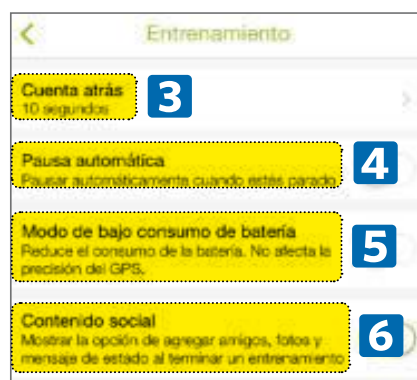 Entrenamiento
Cuenta atrás
10 segundos
3
Pausa automática
Pausar automáticamente cuando estás parado
4
Modo de bajo consumo de batería
Reduce el consumo de la batería. No afecta la
precisión del GPS.
5
Contenido social
Mostrar la opción de agregar amigos, fotos y
mensaje de estado al terminar un entrenamiento
6